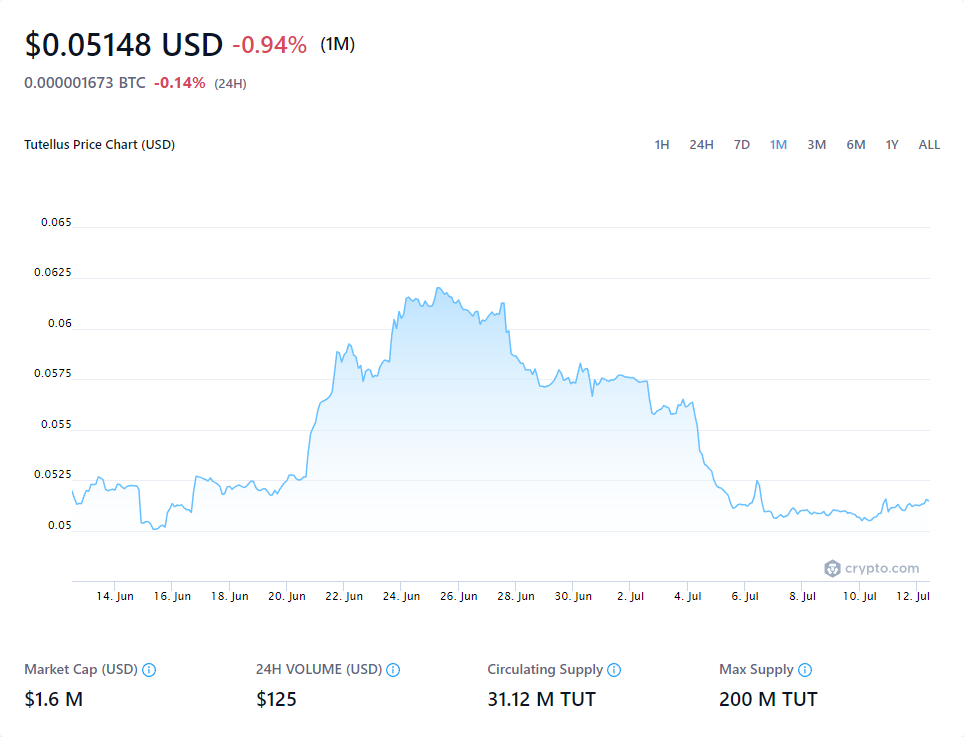 $0.05148 USD -0.94% (1M)
0.000001673 BTC -0.14% (24H)
Tutellus Price Chart (USD) 1H 24H 7D 1M 3M 6M 1Y ALL
0.065
0.0625
0.06
0.0575
0.055
0.0525
0.05
crypto.com
14. Jun 16. Jun 18. Jun 20. Jun 22. Jun 24. Jun 26. Jun 28. Jun 30. Jun 2. Jul 4. Jul 6. Jul 8. Jul 10. Jul 12. Jul
Market Cap (USD) 24H VOLUME (USD) Circulating Supply Max Supply
$1.6 M $125 31.12 M TUT 200 M TUT